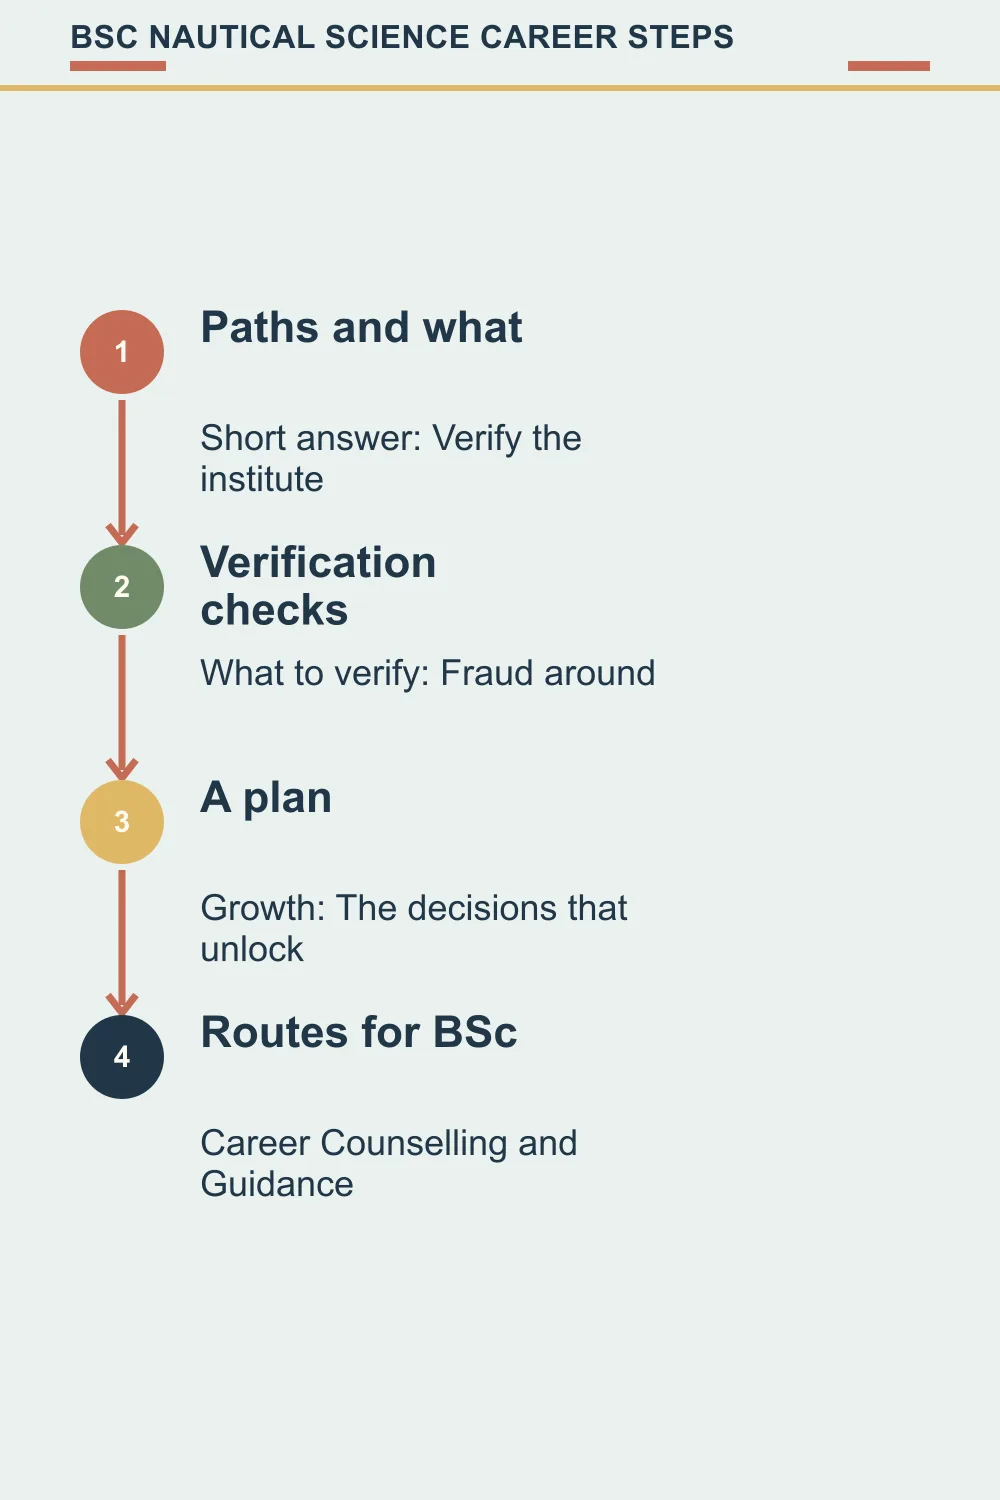 BSC NAUTICAL SCIENCE CAREER STEPS
1
Paths and what
Short answer: Verify the
institute
2
Verification
checks
What to verify: Fraud around
3
A plan
Growth: The decisions that
unlock
4
Routes for BSc
Career Counselling and
Guidance